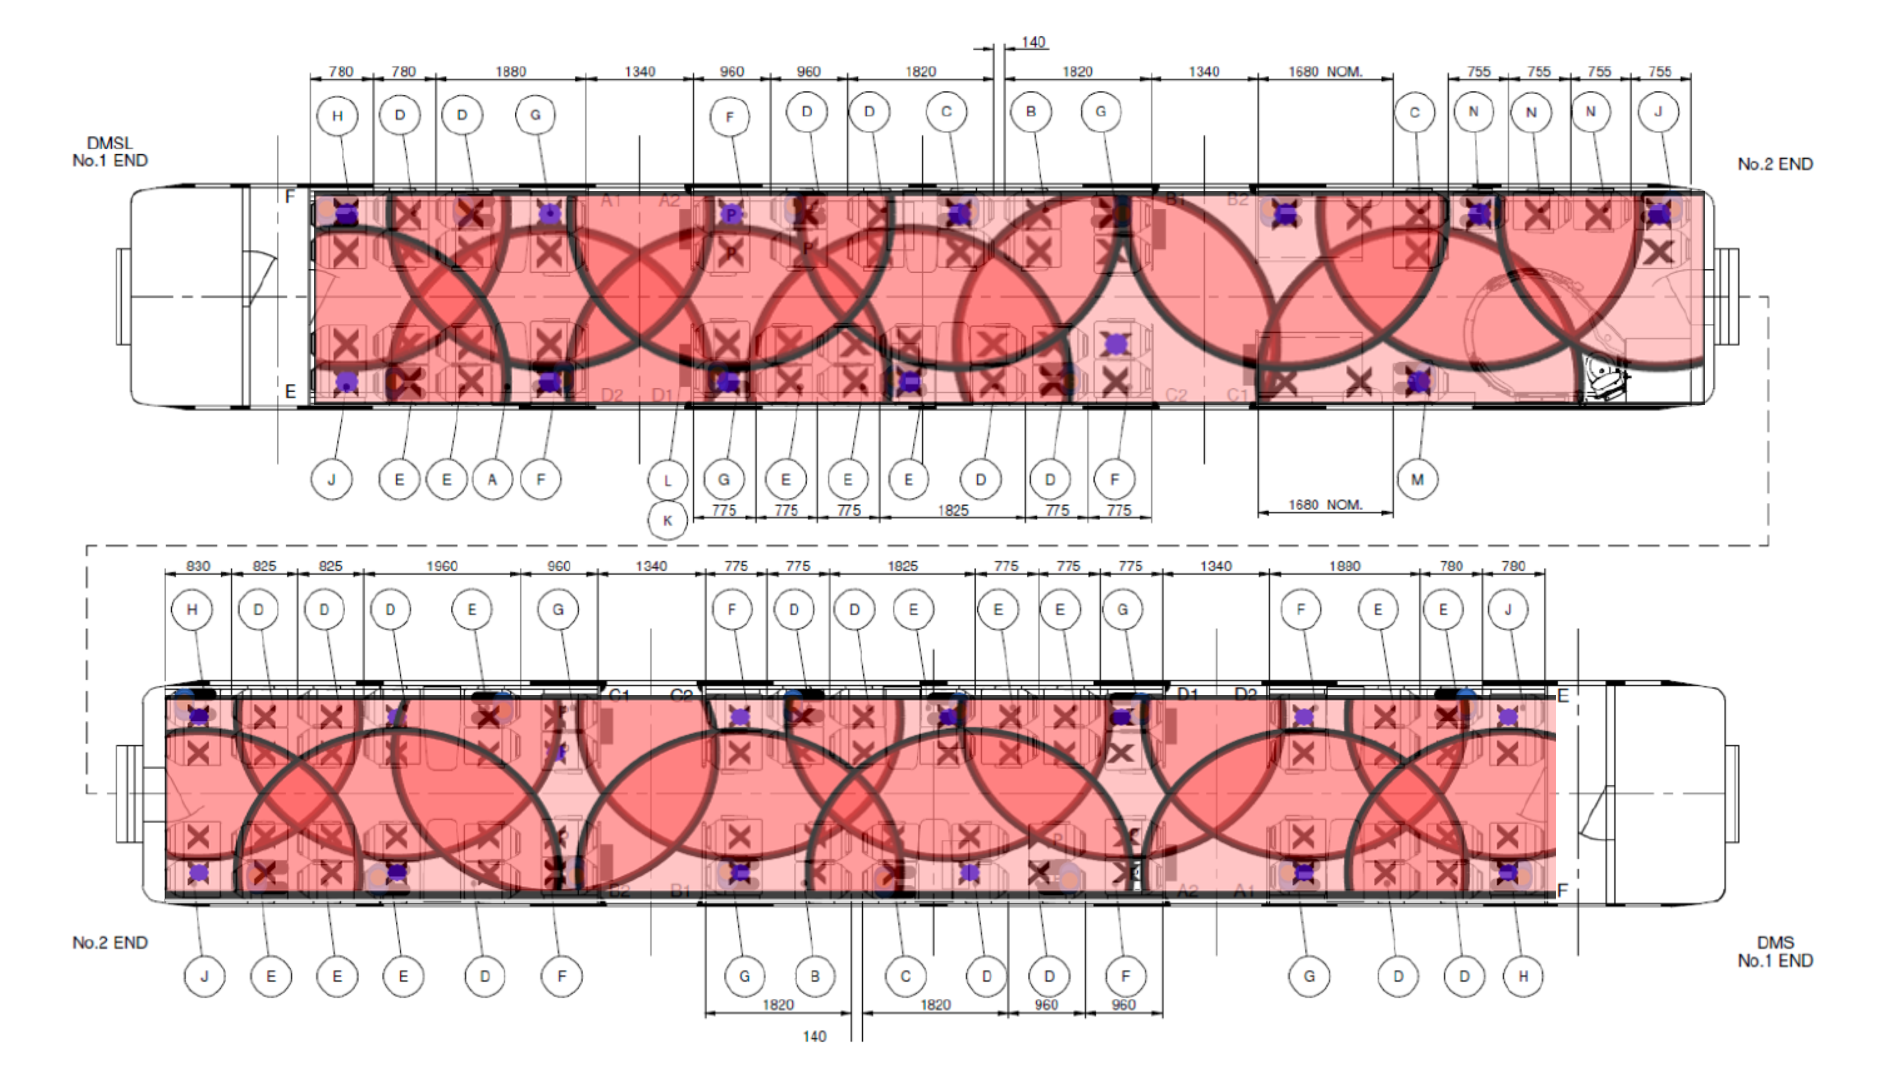 140
780 780 1880 1340 960 960 1820 1820 1340 1680 NOM. 755 755 755 755
H D D G F D D C B G C N N N J
DMSL
No.1 END
No.2 END
F A1 A2 B1 B2
P
P P
E D2 D1 C2 C1
J E E A F L G E E E D D F M
K
775 775 775 1825 775 775 1680 NOM.
830 825 825 1960 960 1340 775 775 1825 775 775 775 1340 1880 780 780
H D D D E G F D D E E E G F E E J
C1 C2 D1 D2 E
P
C2 B1 A2 A1 F
No.2 END
DMS
No.1 END
J E E E D F G B C D D F G D D H
1820 1820 960 960
140